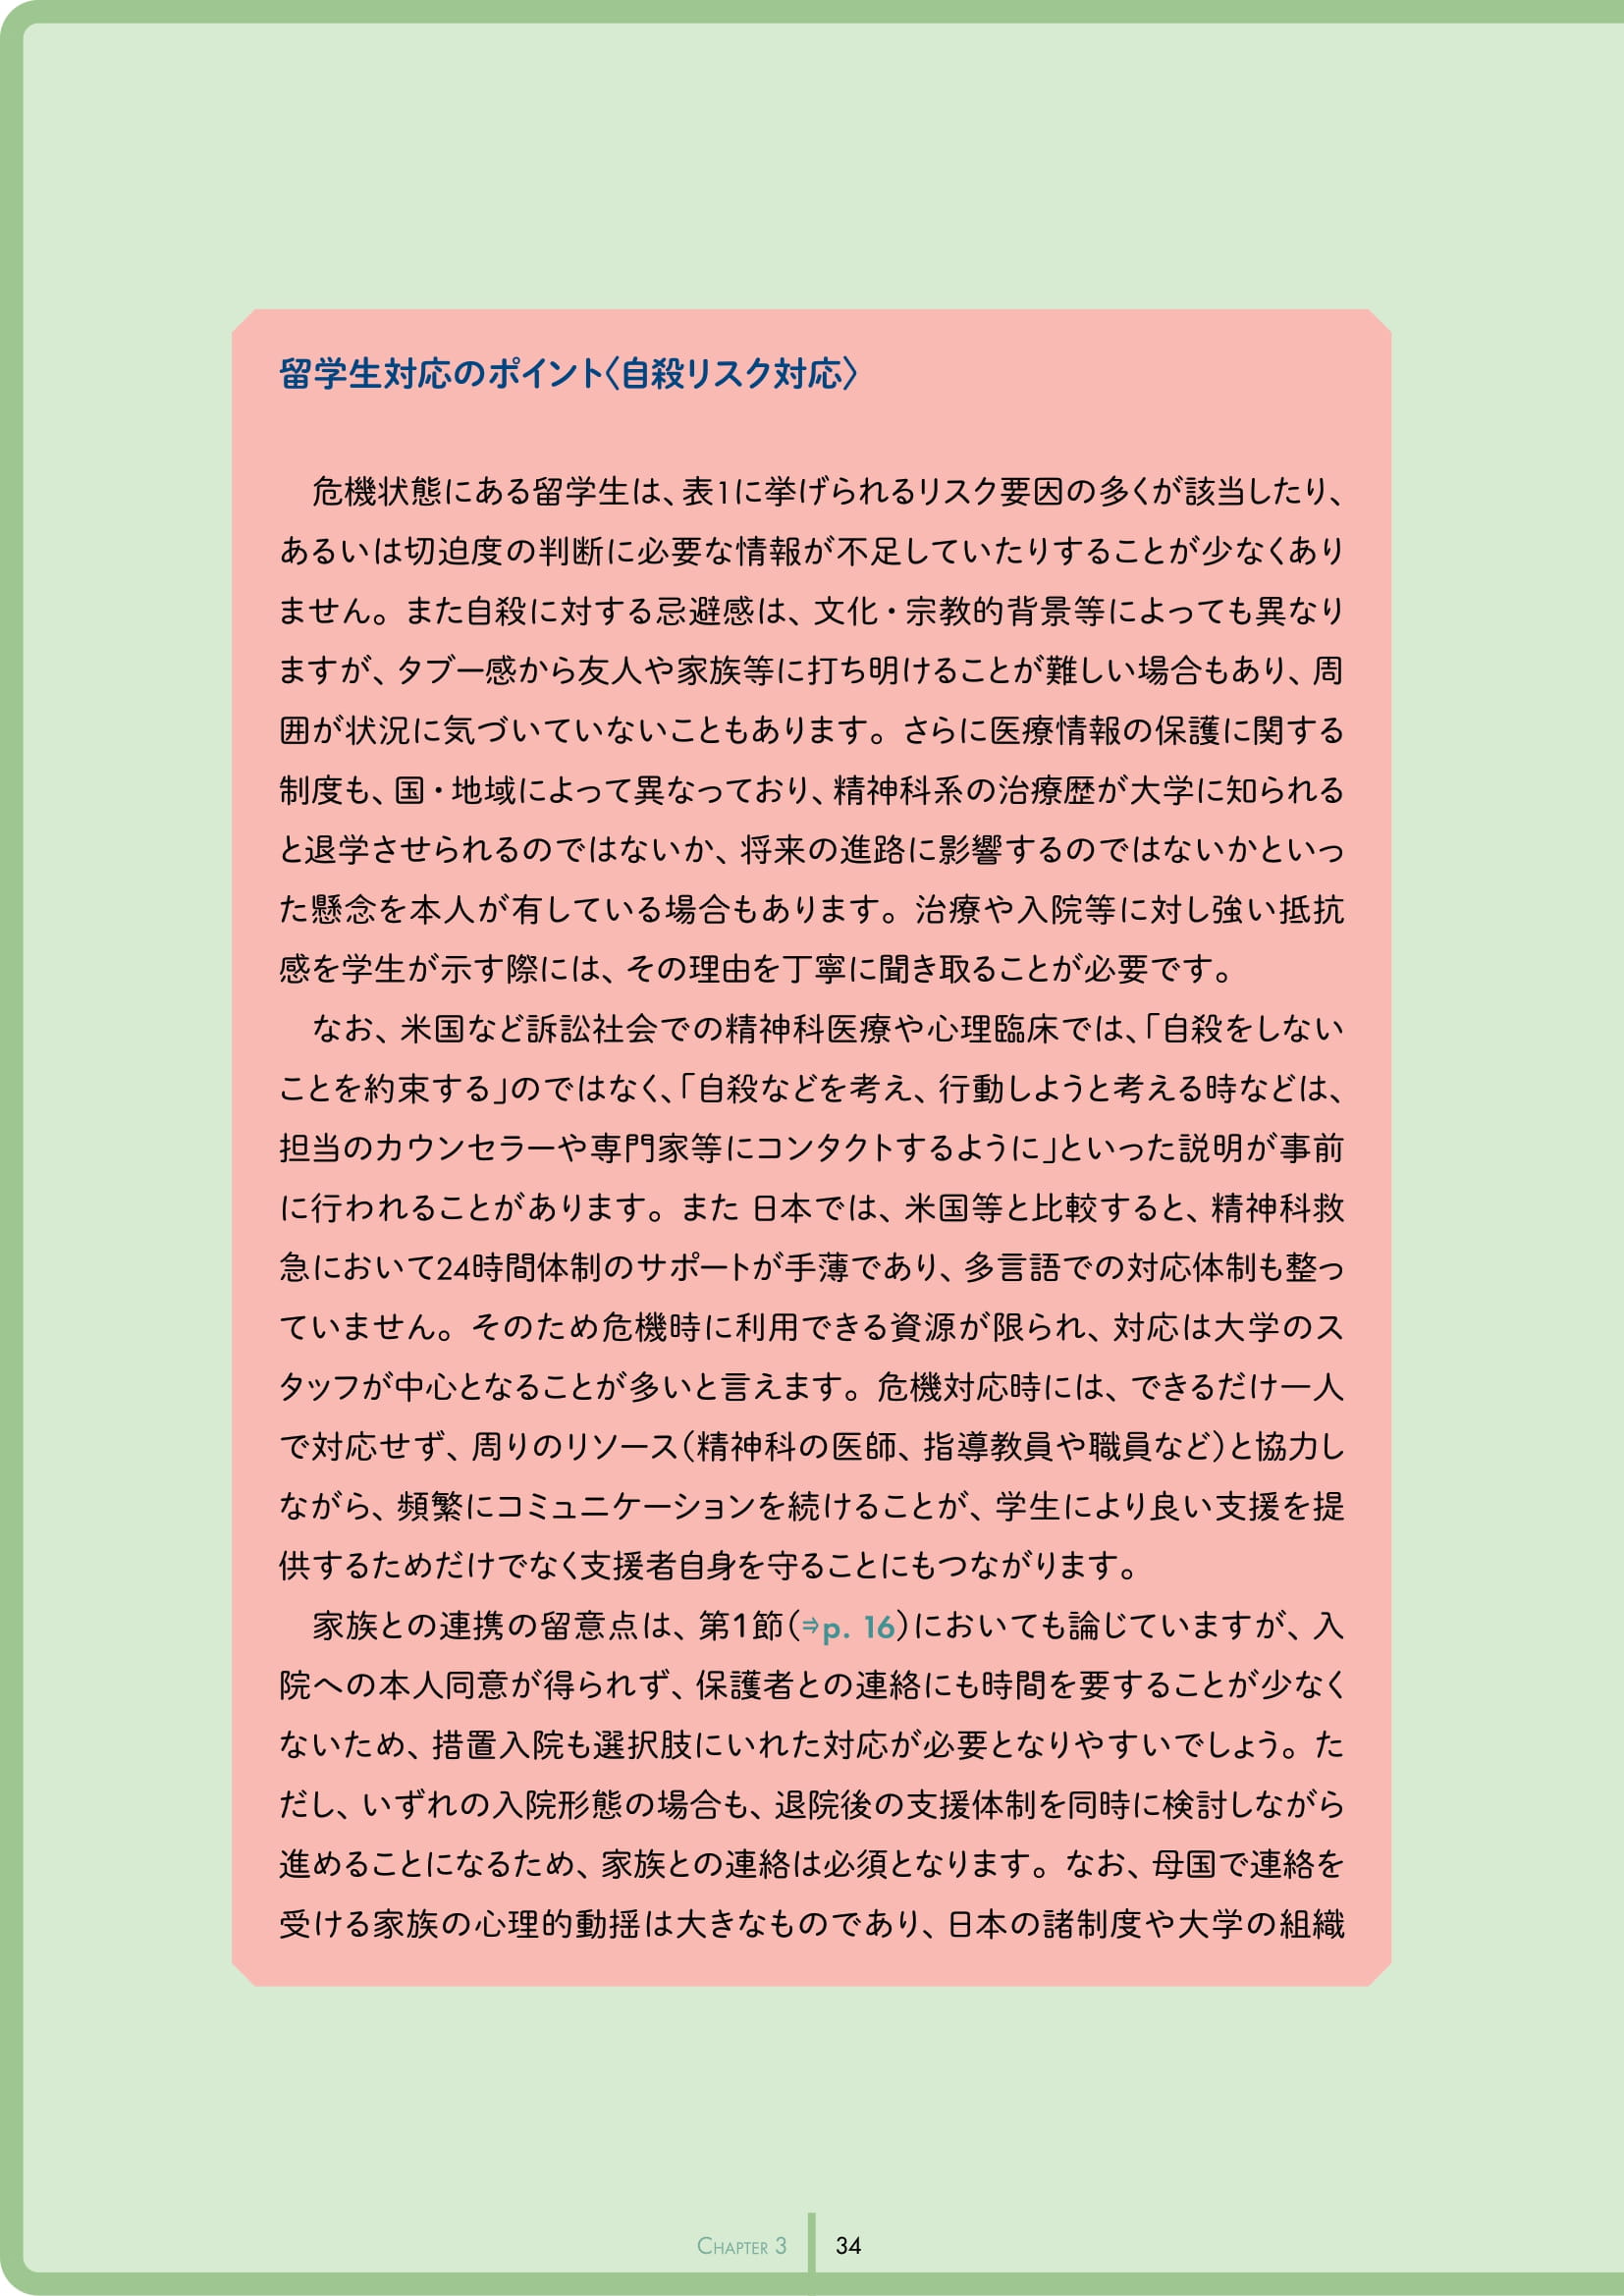 留学生対応のポイント〈自殺リスク対応〉
危機状態にある留学生は、表1に挙げられるリスク要因の多くが該当したり、
あるいは切迫度の判断に必要な情報が不足していたりすることが少なくあり
ません。また自殺に対する忌避感は、文化・宗教的背景等によっても異なり
ますが、タブー感から友人や家族等に打ち明けることが難しい場合もあり、周
囲が状況に気づいていないこともあります。さらに医療情報の保護に関する
制度も、国・地域によって異なっており、精神科系の治療歴が大学に知られる
と退学させられるのではないか、将来の進路に影響するのではないかといっ
た懸念を本人が有している場合もあります。治療や入院等に対し強い抵抗
感を学生が示す際には、その理由を丁寧に聞き取ることが必要です。
なお、米国など訴訟社会での精神科医療や心理臨床では、「自殺をしない
ことを約束する」のではなく、「自殺などを考え、行動しようと考える時などは、
担当のカウンセラーや専門家等にコンタクトするように」といった説明が事前
に行われることがあります。また 日本では、米国等と比較すると、精神科救
急において24時間体制のサポートが手薄であり、多言語での対応体制も整っ
ていません。そのため危機時に利用できる資源が限られ、対応は大学のス
タッフが中心となることが多いと言えます。危機対応時には、できるだけ一人
で対応せず、周りのリソース（精神科の医師、指導教員や職員など）と協力し
ながら、頻繁にコミュニケーションを続けることが、学生により良い支援を提
供するためだけでなく支援者自身を守ることにもつながります。
家族との連携の留意点は、第1節（⇒p. 16）においても論じていますが、入
院への本人同意が得られず、保護者との連絡にも時間を要することが少なく
ないため、措置入院も選択肢にいれた対応が必要となりやすいでしょう。た
だし、いずれの入院形態の場合も、退院後の支援体制を同時に検討しながら
進めることになるため、家族との連絡は必須となります。なお、母国で連絡を
受ける家族の心理的動揺は大きなものであり、日本の諸制度や大学の組織
CHAPTER 3
34